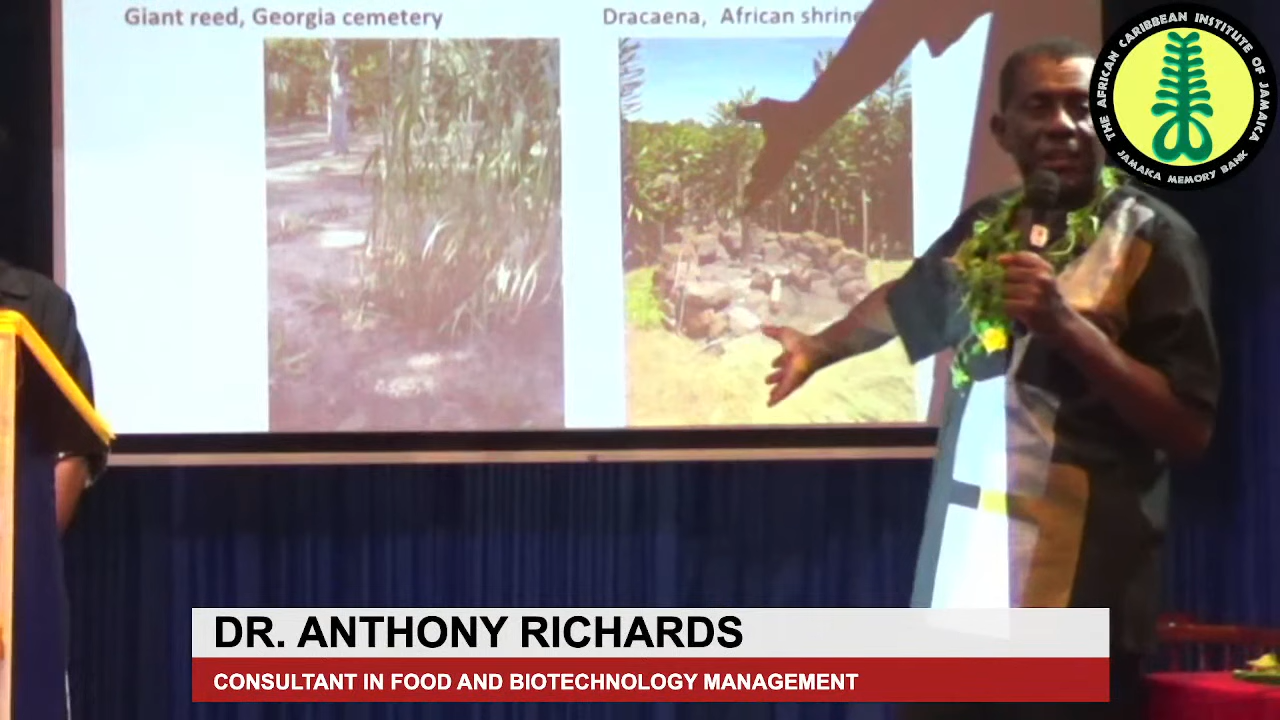 Giant reed, Georgia cemetery
Dracaena, African shrine
THE AFRICAN CARIBBEAN INSTITUTE OF JAMAICA
JAMAICA MEMORY BANK
DR. ANTHONY RICHARDS
CONSULTANT IN FOOD AND BIOTECHNOLOGY MANAGEMENT